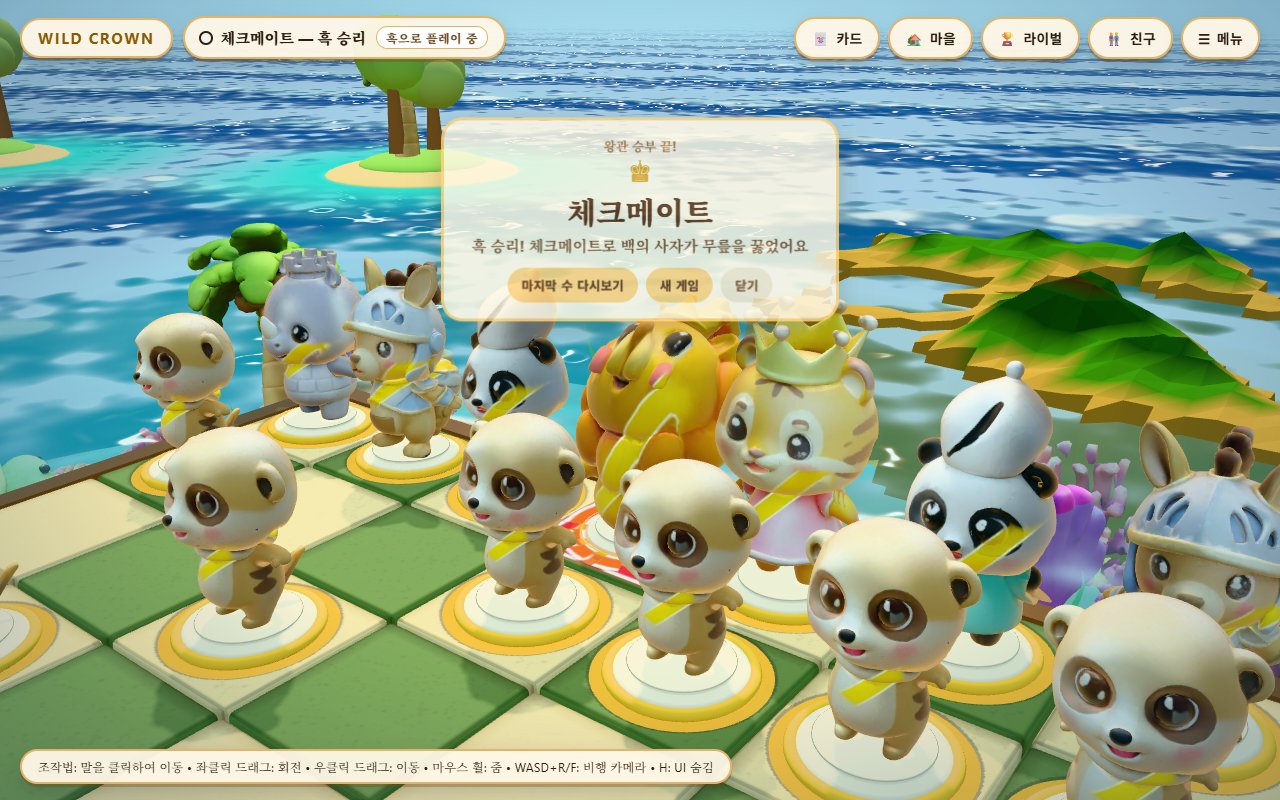 WILD CROWN
체크메이트 — 흑 승리
흑으로 플레이 중
카드
마을
라이벌
친구
☰ 메뉴
왕관 승부 끝!
체크메이트
흑 승리! 체크메이트로 백의 사자가 무릎을 꿇었어요
마지막 수 다시보기
새 게임
닫기
조작법: 말을 클릭하여 이동 • 좌클릭 드래그: 회전 • 우클릭 드래그: 이동 • 마우스 휠: 줌 • WASD+R/F: 비행 카메라 • H: UI 숨김